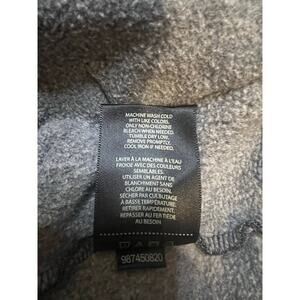 MACHINE WASH COLD
WITH LIKE COLORS.
ONLY NON-CHLORINE
BLEACH WHEN NEEDED.
TUMBLE DRY LOW.
REMOVE PROMPTLY.
COOL IRON IF NEEDED.
LAVER À LA MACHINE À L'EAU
FROIDE AVEC DES COULEURS
SEMBLABLES.
UTILISER UN AGENT DE
BLANCHIMENT SANS
CHLORE AU BESOIN.
SÉCHER PAR CULBUTAGE
À BASSE TEMPÉRATURE.
RETIRER RAPIDEMENT.
REPASSER AU FER TIÈDE
AU BESOIN
987450820